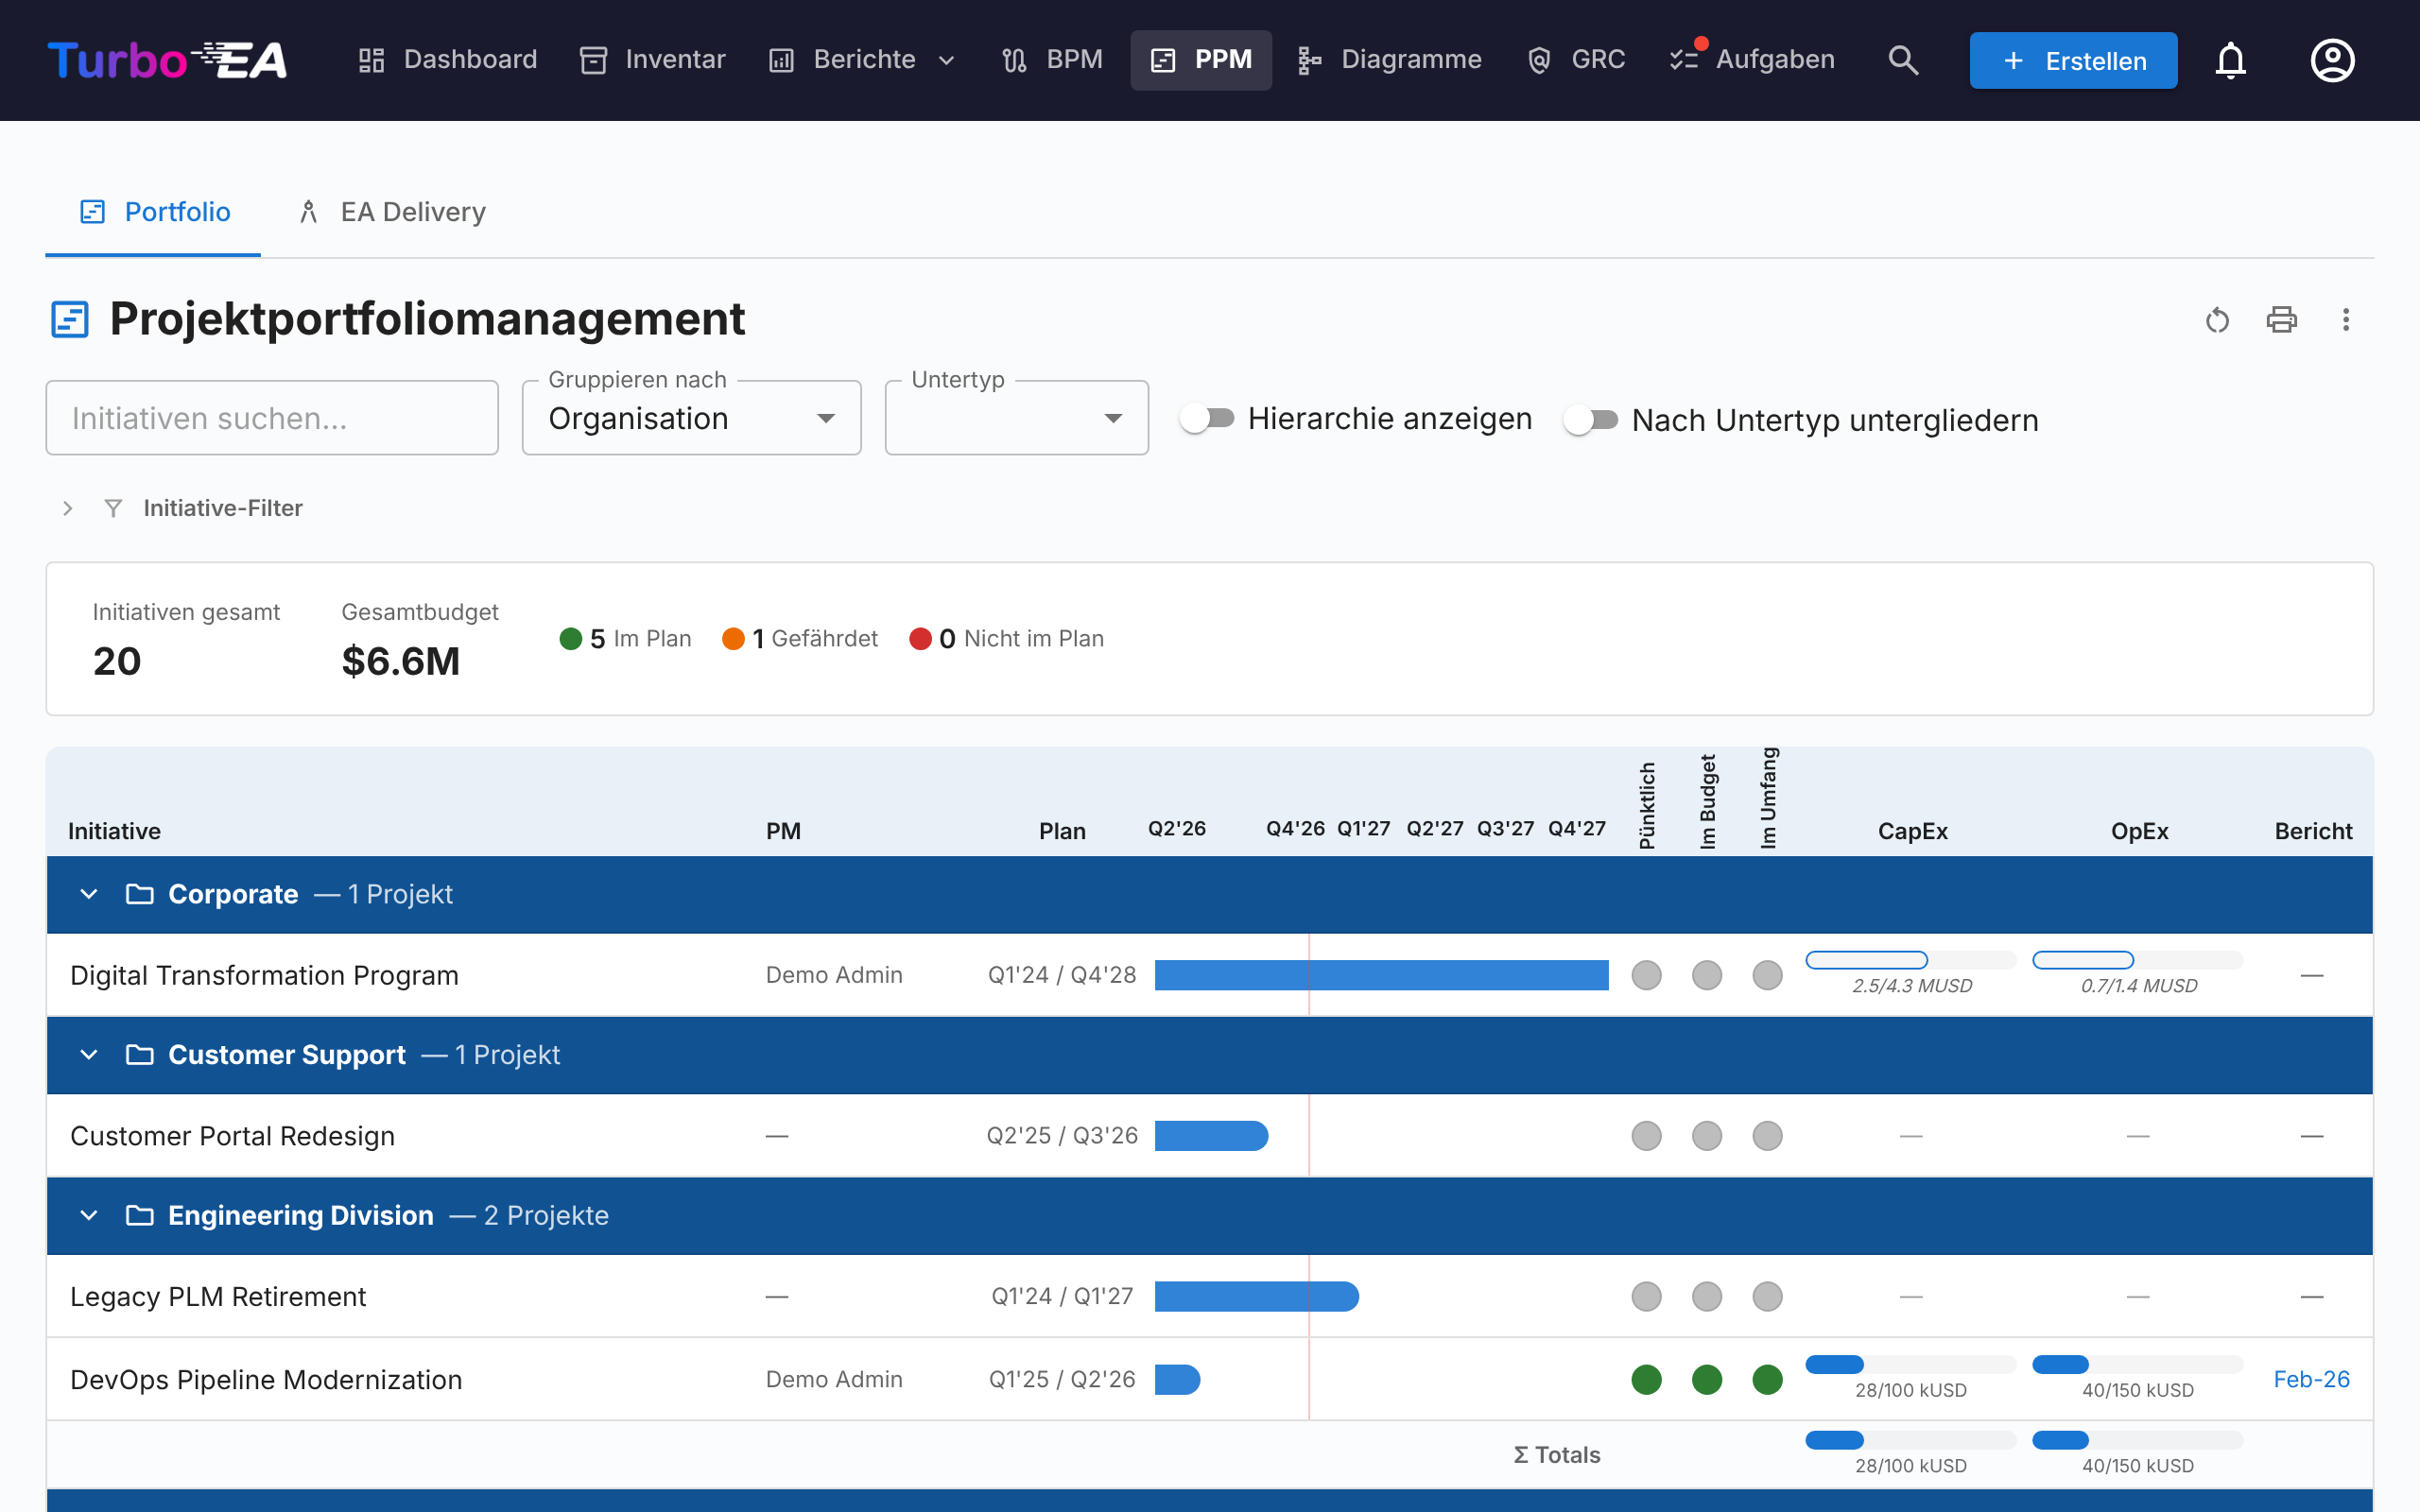 Turbo EA
Dashboard
Inventar
Berichte
BPM
PPM
Diagramme
GRC
Aufgaben
+ Erstellen
Portfolio
EA Delivery
Projektportfoliomanagement
Initiativen suchen...
Gruppieren nach
Organisation
Untertyp
Hierarchie anzeigen
Nach Untertyp untergliedern
Initiative-Filter
Initiativen gesamt
20
Gesamtbudget
$6.6M
5 Im Plan
1 Gefährdet
0 Nicht im Plan
Initiative PM Plan Q2'26 Q4'26 Q1'27 Q2'27 Q3'27 Q4'27 Pünktlich Im Budget Im Umfang CapEx OpEx Bericht
Corporate — 1 Projekt
Digital Transformation Program Demo Admin Q1'24 / Q4'28 2.5/4.3 MUSD 0.7/1.4 MUSD —
Customer Support — 1 Projekt
Customer Portal Redesign — Q2'25 / Q3'26 — — —
Engineering Division — 2 Projekte
Legacy PLM Retirement — Q1'24 / Q1'27 — — —
DevOps Pipeline Modernization Demo Admin Q1'25 / Q2'26 28/100 kUSD 40/150 kUSD Feb-26
Σ Totals 28/100 kUSD 40/150 kUSD